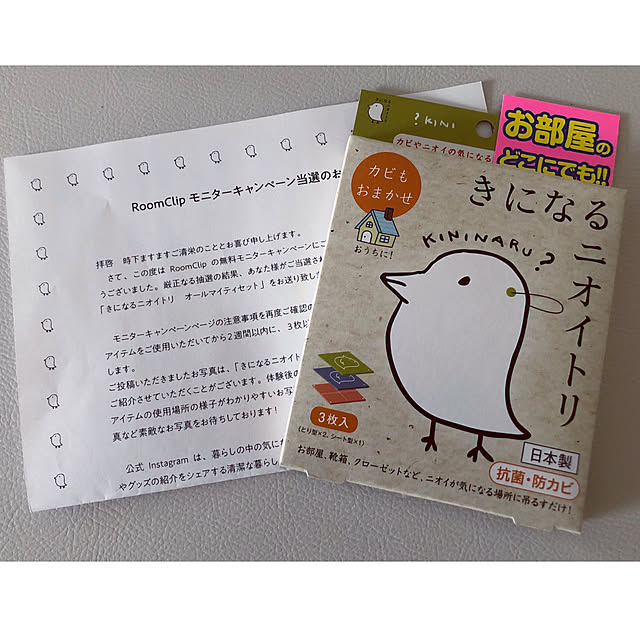 RoomClip モニターキャンペーン当選のお
拝啓 時下ますますご清栄のこととお喜び申し上げます。
さて、この度は RoomClip の無料モニターキャンペーンにご
うございました。厳正なる抽選の結果、あなた様がご当選さ
「きになるニオイトリ オールマイティセット」をお送り致し
モニターキャンペーンページの注意事項を再度ご確認の
アイテムをご使用いただいてから2週間以内に、3枚以
します。
ご投稿いただきましたお写真は、「きになるニオイト
ご紹介させていただくことがございます。体験後の
アイテムの使用場所の様子がわかりやすいお写
真など素敵なお写真をお待ちしております!
公式 Instagram は、暮らしの中の気にな
やグッズの紹介をシェアする清潔な暮らし
?KINI
カビやニオイの気になる
お部屋の
どこにでも!!
カビも
おまかせ
おうちに!
きになる
ニオイトリ
KININARU?
3枚入
(とり型×2、シート型×1)
日本製
抗菌・防カビ
お部屋、靴箱、クローゼットなど、ニオイが気になる場所に吊るすだけ!